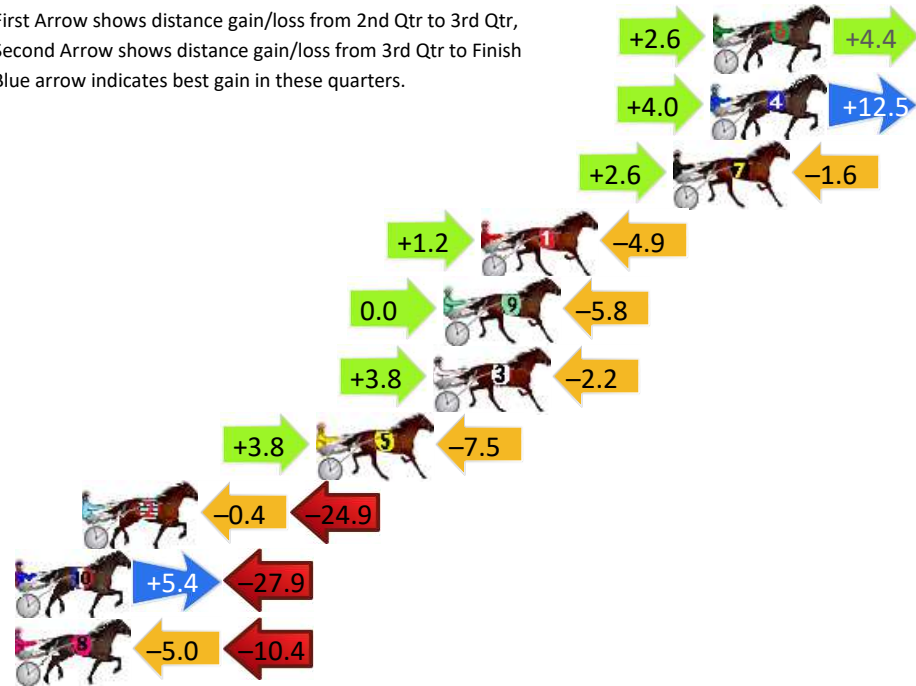 First Arrow shows distance gain/loss from 2nd Qtr to 3rd Qtr,
Second Arrow shows distance gain/loss from 3rd Qtr to Finish
Blue arrow indicates best gain in these quarters.
+2.6 6 +4.4
+4.0 4 +12.5
+2.6 7 –1.6
+1.2 1 –4.9
0.0 9 –5.8
+3.8 3 –2.2
+3.8 5 –7.5
2 –0.4 –24.9
10 +5.4 –27.9
8 –5.0 –10.4